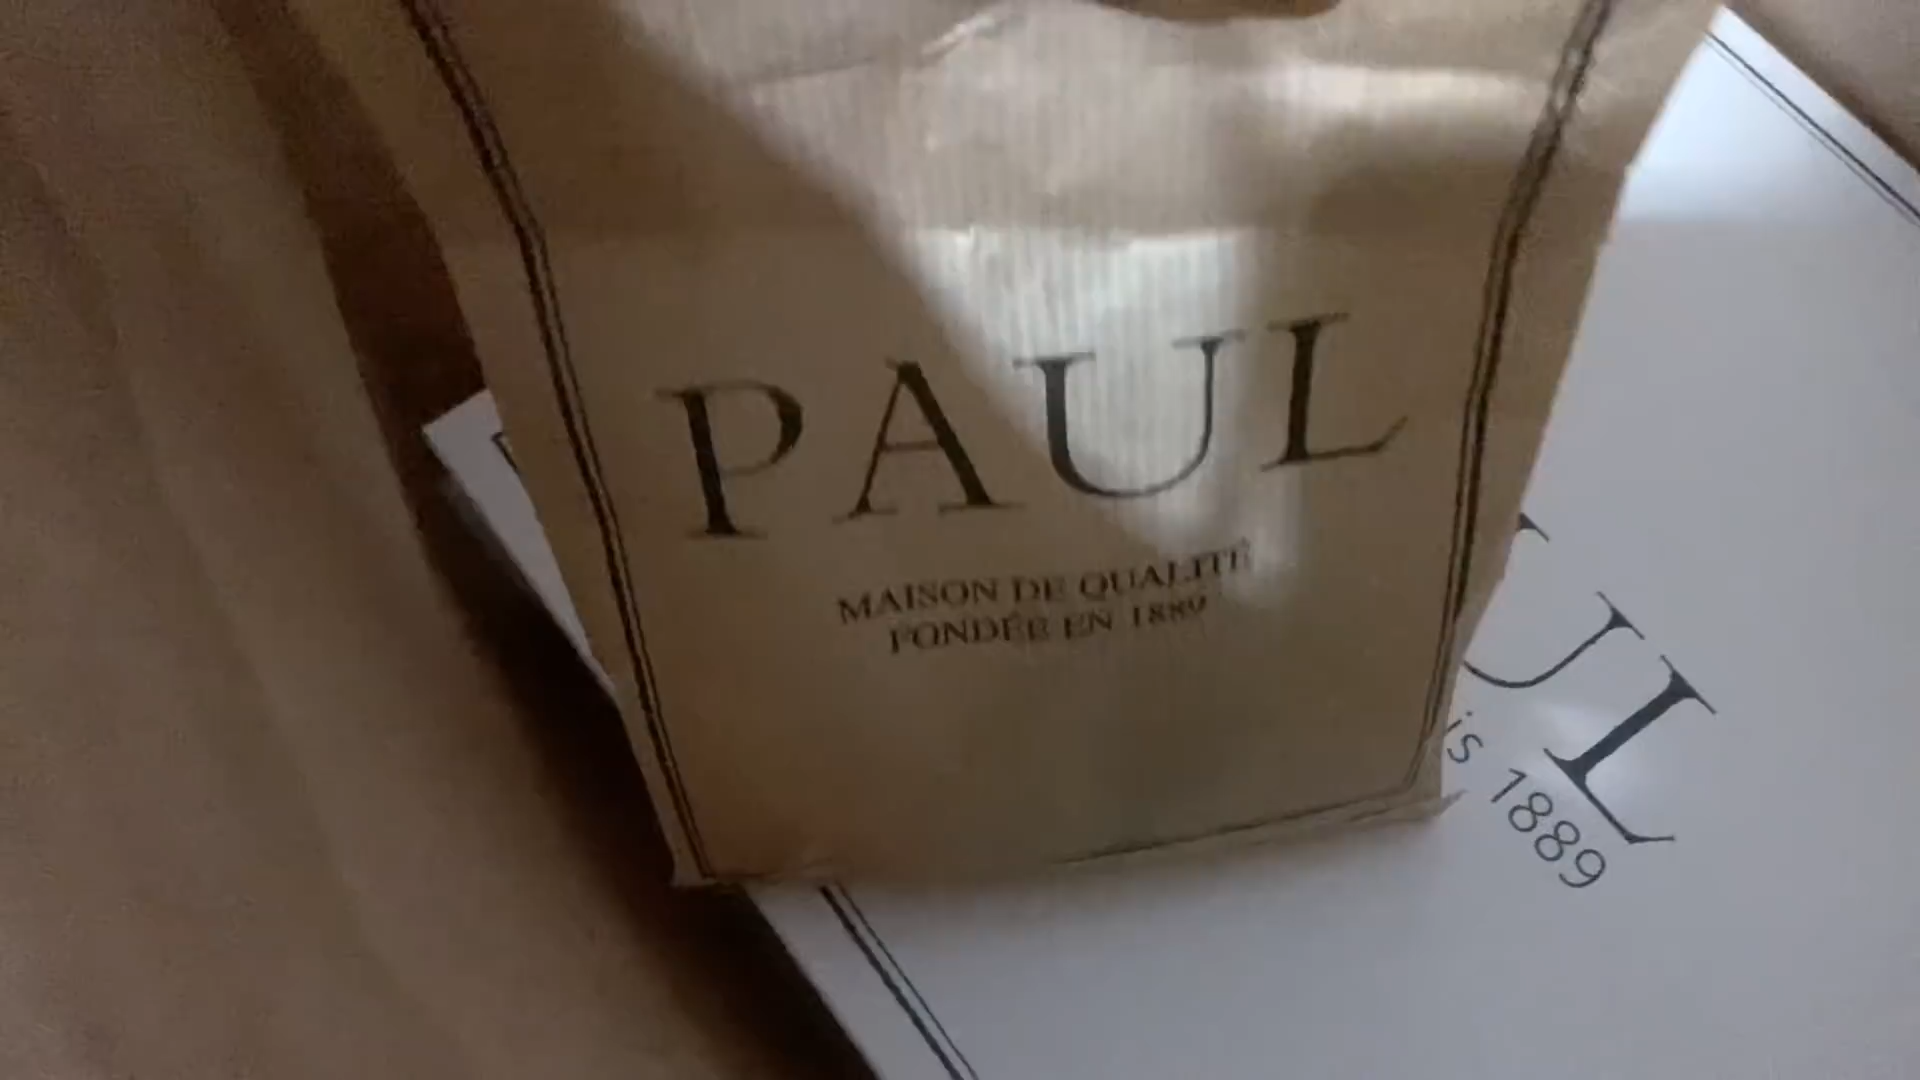 PAUL
MAISON DE QUALITÉ
FONDÉE EN 1889
UL
is 1889